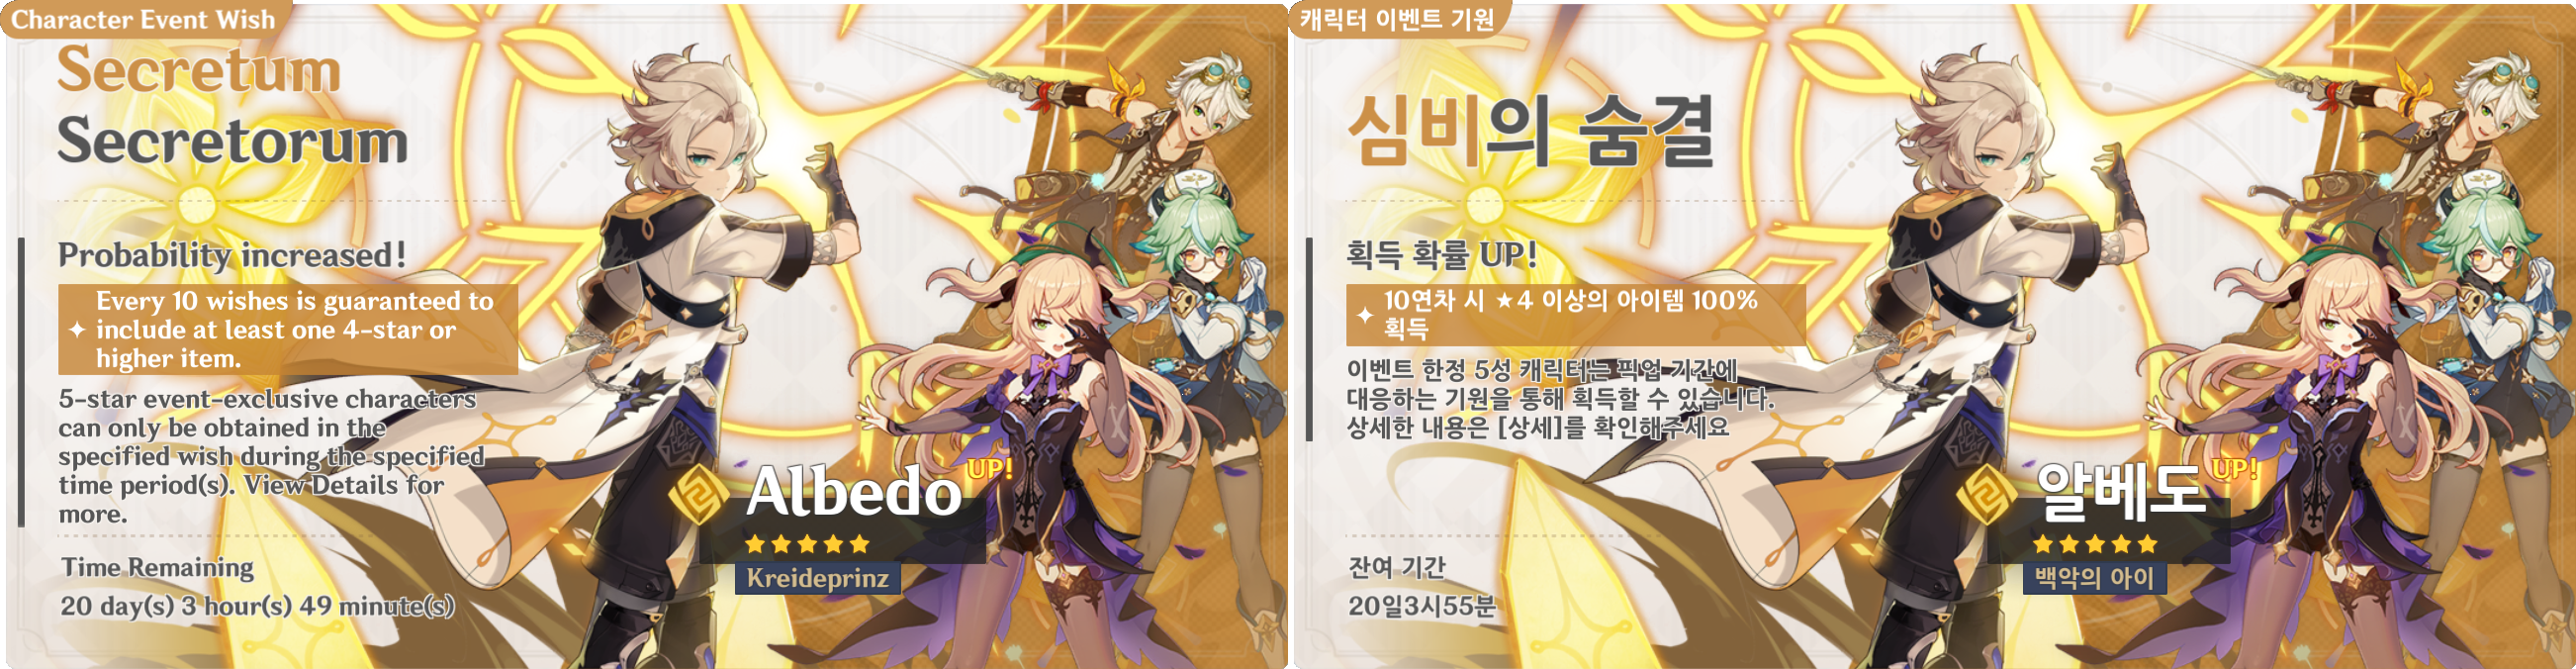 Character Event Wish
Secretum
Secretorum
Probability increased!
Every 10 wishes is guaranteed to
include at least one 4-star or
higher item.
5-star event-exclusive characters
can only be obtained in the
specified wish during the specified
time period(s). View Details for
more.
Time Remaining
20 day(s) 3 hour(s) 49 minute(s)
Albedo
UP!
Kreideprinz
캐릭터 이벤트 기원
심비의 숨결
획득 확률 UP!
10연차 시 ★4 이상의 아이템 100%
획득
이벤트 한정 5성 캐릭터는 픽업 기간에
대응하는 기원을 통해 획득할 수 있습니다.
상세한 내용은 [상세]를 확인해주세요
잔여 기간
20일3시55분
알베도
UP!
백악의 아이